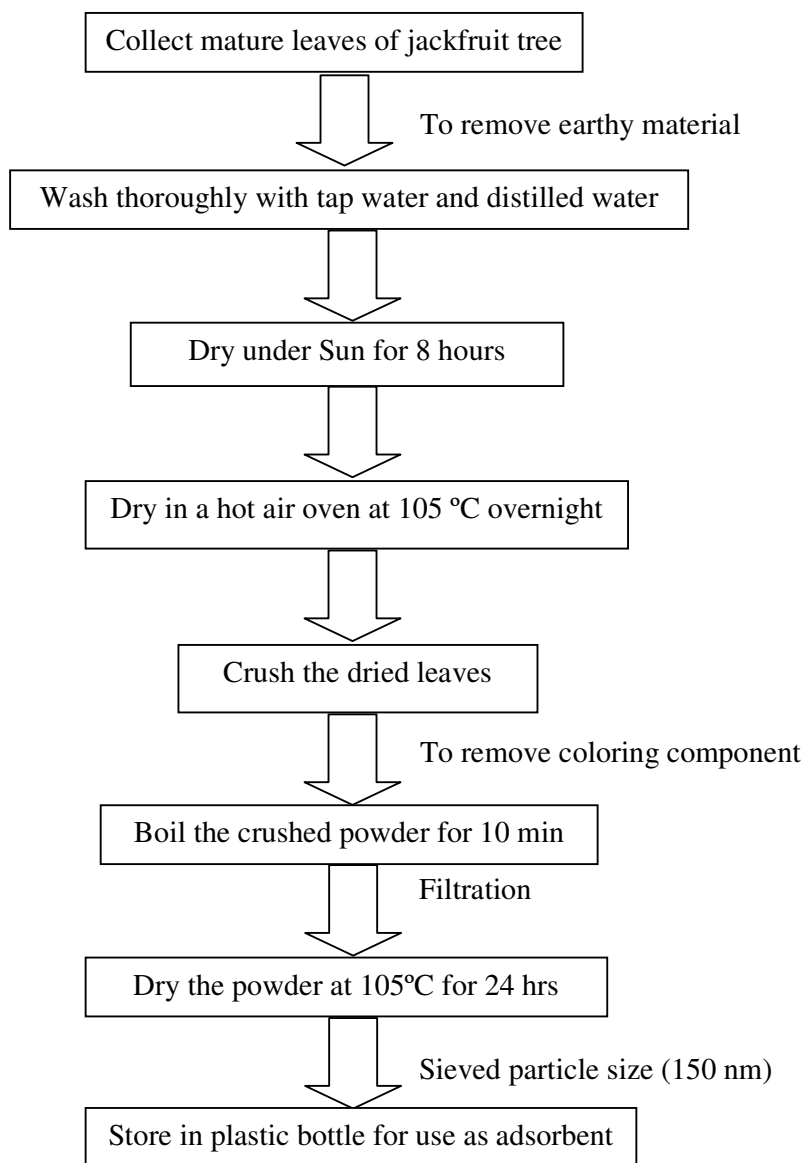 Collect mature leaves of jackfruit tree
To remove earthy material
Wash thoroughly with tap water and distilled water
Dry under Sun for 8 hours
Dry in a hot air oven at 105 ºC overnight
Crush the dried leaves
To remove coloring component
Boil the crushed powder for 10 min
Filtration
Dry the powder at 105ºC for 24 hrs
Sieved particle size (150 nm)
Store in plastic bottle for use as adsorbent